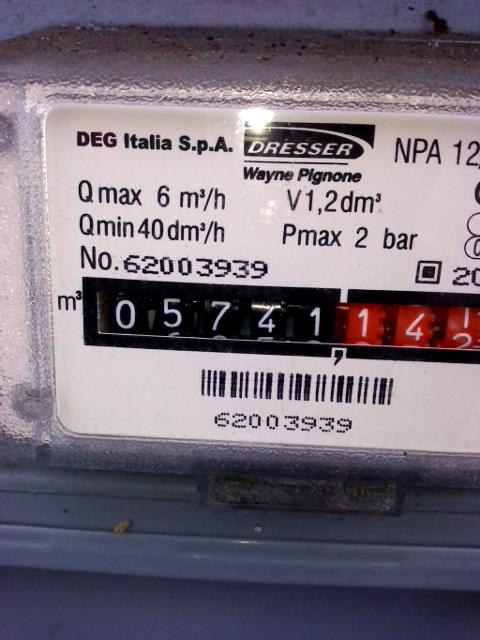 DEG Italia S.p.A. DRESSER NPA 12
Wayne Pignone
Qmax 6 m³/h V1,2dm³
Qmin 40 dm³/h Pmax 2 bar
No. 62003939 20
m³ 05741,14
62003939